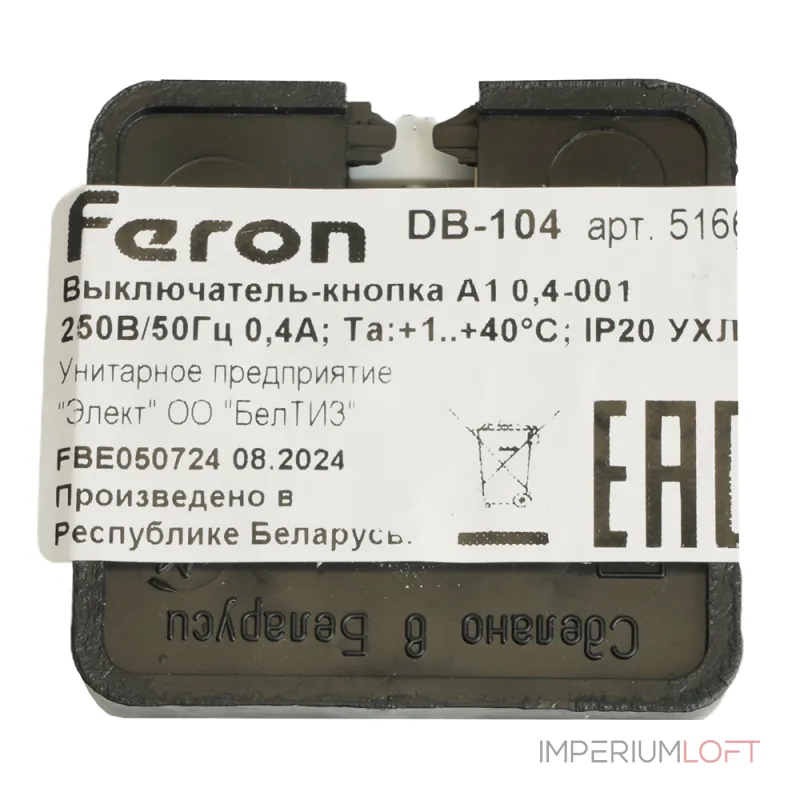 feron DB-104 арт. 5166
Выключатель-кнопка А1 0,4-001
250В/50Гц 0,4А; Та:+1..+40°С; IP20 УХЛ
Унитарное предприятие
"Элект" ОО "БелТИЗ"
FBE050724 08.2024
Произведено в
Республике Беларусь.
EAC
Сделано в Беларуси
IMPERIUMLOFT